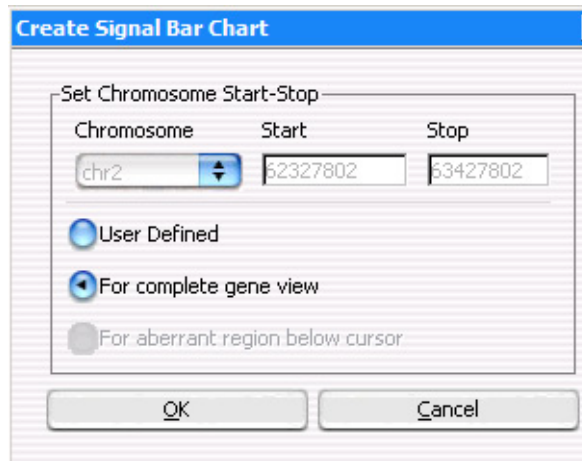 Create Signal Bar Chart
Set Chromosome Start-Stop
Chromosome Start Stop
chr2 62327802 63427802
User Defined
For complete gene view
For aberrant region below cursor
OK Cancel